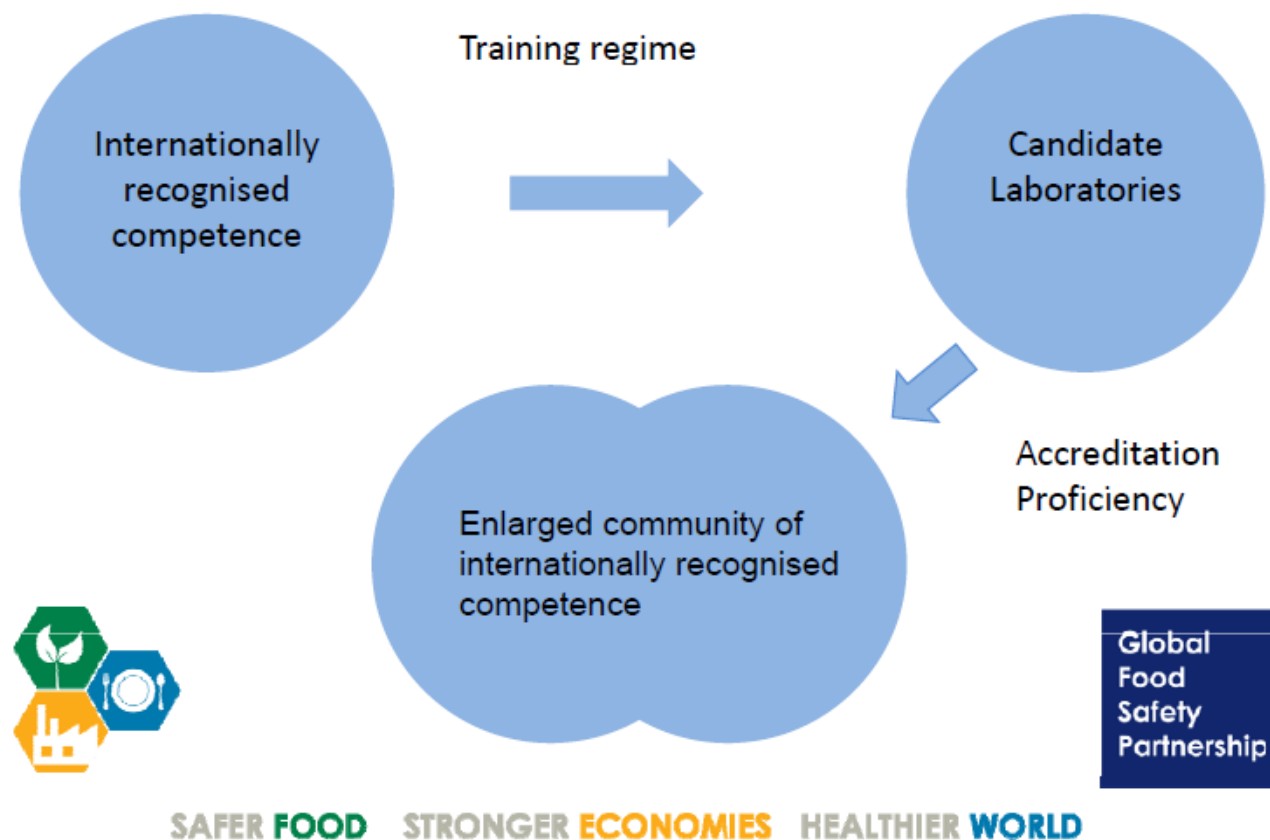 Training regime
Internationally
recognised
competence
Candidate
Laboratories
Accreditation
Proficiency
Enlarged community of
internationally recognised
competence
Global
Food
Safety
Partnership
SAFER FOOD STRONGER ECONOMIES HEALTHIER WORLD